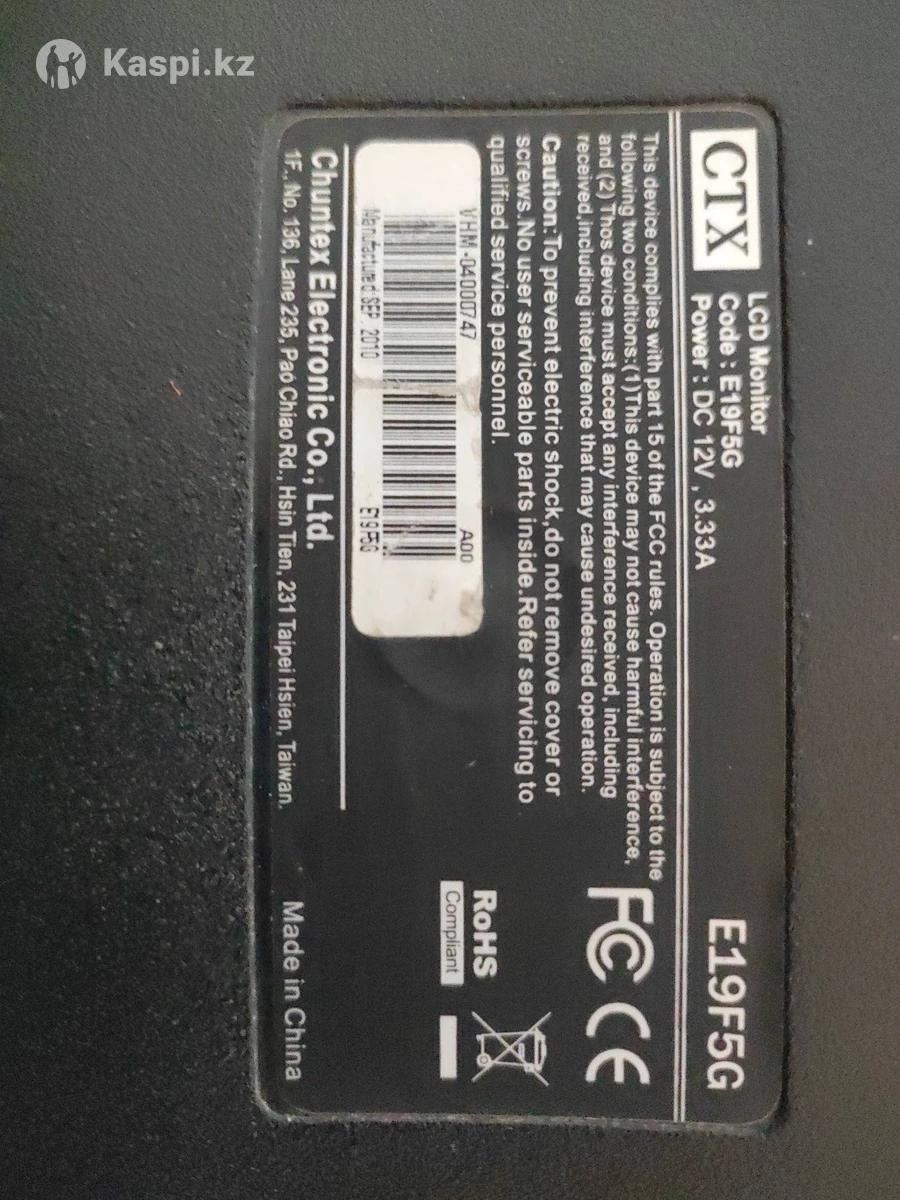 Kaspi.kz
CTX
LCD Monitor
Code : E19F5G
Power : DC 12V , 3.33A
E19F5G
This device complies with part 15 of the FCC rules. Operation is subject to the
following two conditions:(1)This device may not cause harmful interference,
and (2) Thos device must accept any interference received, including
received,including interference that may cause undesired operation.
Caution:To prevent electric shock,do not remove cover or
screws.No user serviceable parts inside.Refer servicing to
qualified service personnel.
FC CE
RoHS
Compliant
VHM-04000747
A00
Manufactured:SEP 2010
E19F5G
Chuntex Electronic Co., Ltd.
1F., No. 136, Lane 235, Pao Chiao Rd., Hsin Tien, 231 Taipei Hsien, Taiwan.
Made in China